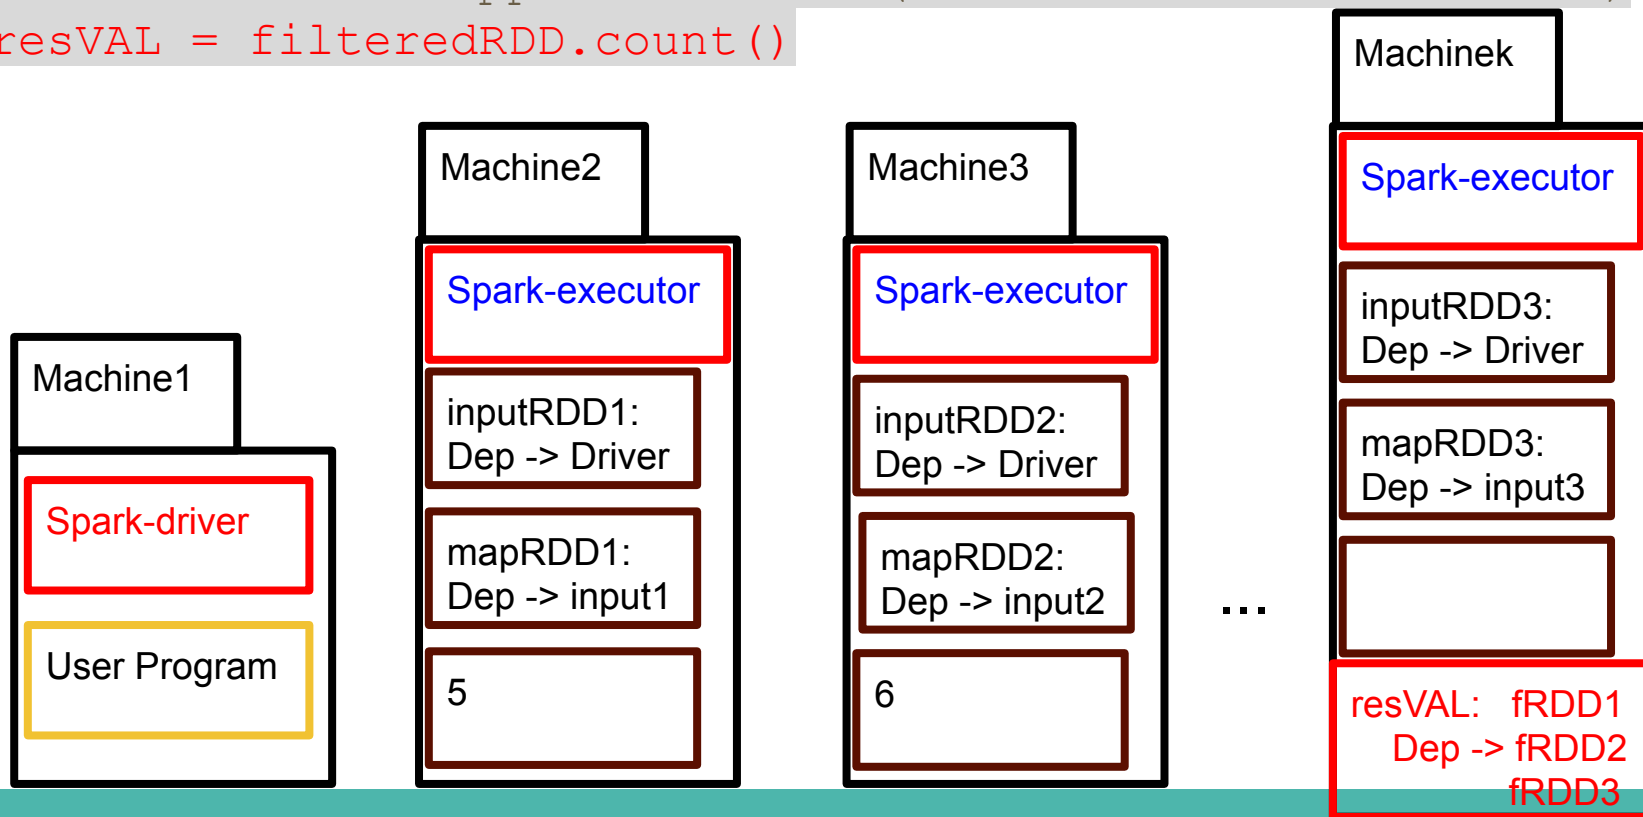 resVAL = filteredRDD.count()
Machine1
Spark-driver
User Program
Machine2
Spark-executor
inputRDD1:
Dep -> Driver
mapRDD1:
Dep -> input1
5
Machine3
Spark-executor
inputRDD2:
Dep -> Driver
mapRDD2:
Dep -> input2
6
...
Machinek
Spark-executor
inputRDD3:
Dep -> Driver
mapRDD3:
Dep -> input3
resVAL: fRDD1
Dep -> fRDD2
fRDD3